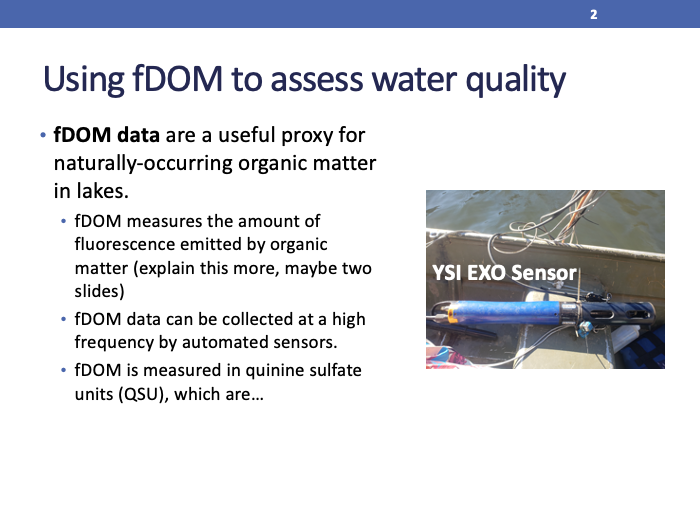 2
Using fDOM to assess water quality
• fDOM data are a useful proxy for
naturally-occurring organic matter
in lakes.
• fDOM measures the amount of
fluorescence emitted by organic
matter (explain this more, maybe two
slides)
• fDOM data can be collected at a high
frequency by automated sensors.
• fDOM is measured in quinine sulfate
units (QSU), which are…
YSI EXO Sensor